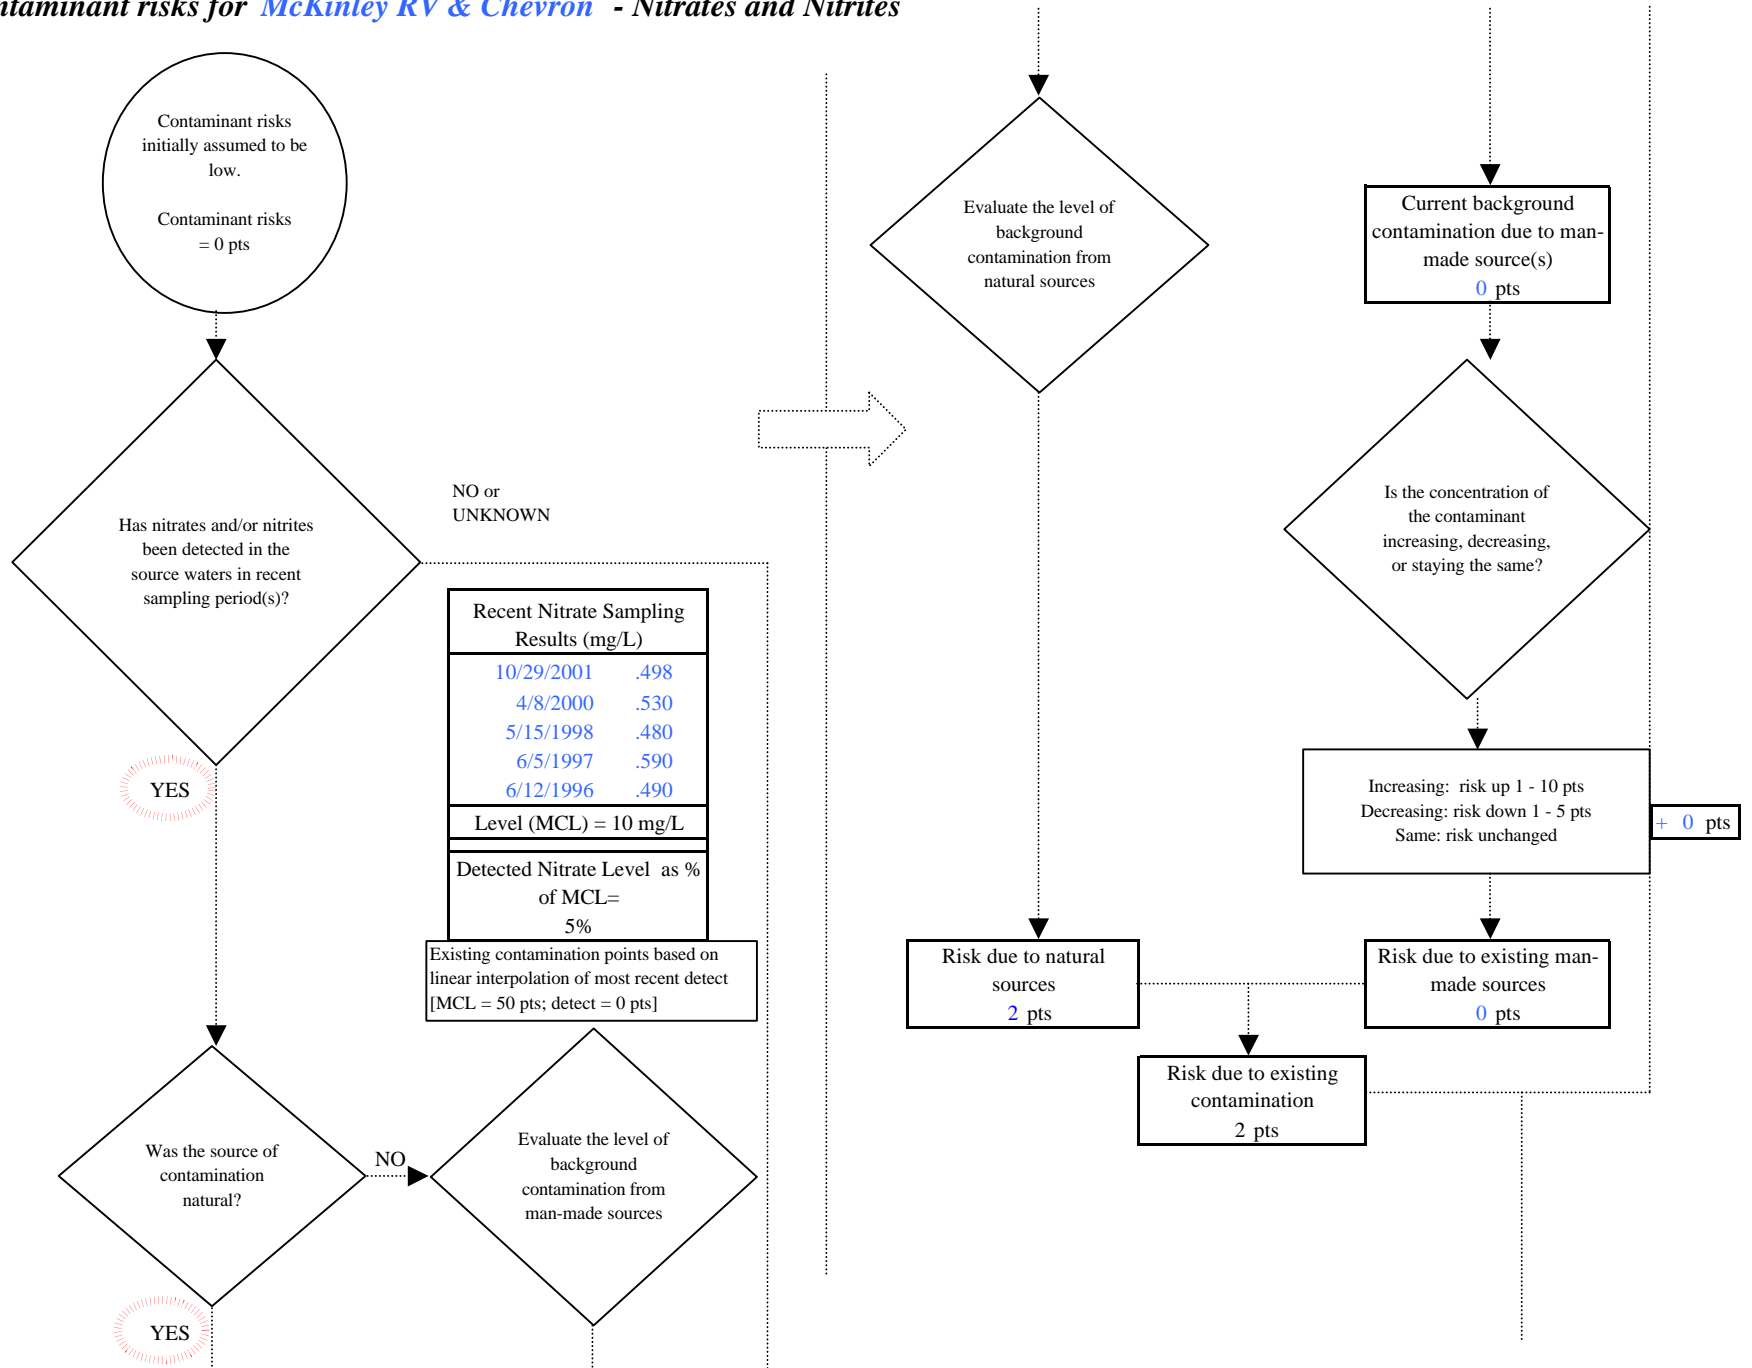 ntaminant risks for McKinley RV & Chevron - Nitrates and Nitrites
Contaminant risks
initially assumed to be
low.
Contaminant risks
= 0 pts
Has nitrates and/or nitrites
been detected in the
source waters in recent
sampling period(s)?
NO or
UNKNOWN
YES
Recent Nitrate Sampling
Results (mg/L)
10/29/2001 .498
4/8/2000 .530
5/15/1998 .480
6/5/1997 .590
6/12/1996 .490
Level (MCL) = 10 mg/L
Detected Nitrate Level as %
of MCL=
5%
Existing contamination points based on
linear interpolation of most recent detect
[MCL = 50 pts; detect = 0 pts]
Was the source of
contamination
natural?
NO
YES
Evaluate the level of
background
contamination from
man-made sources
Evaluate the level of
background
contamination from
natural sources
Risk due to natural
sources
2 pts
Current background
contamination due to man-
made source(s)
0 pts
Is the concentration of
the contaminant
increasing, decreasing,
or staying the same?
Increasing: risk up 1 - 10 pts
Decreasing: risk down 1 - 5 pts
Same: risk unchanged
+ 0 pts
Risk due to existing man-
made sources
0 pts
Risk due to existing
contamination
2 pts